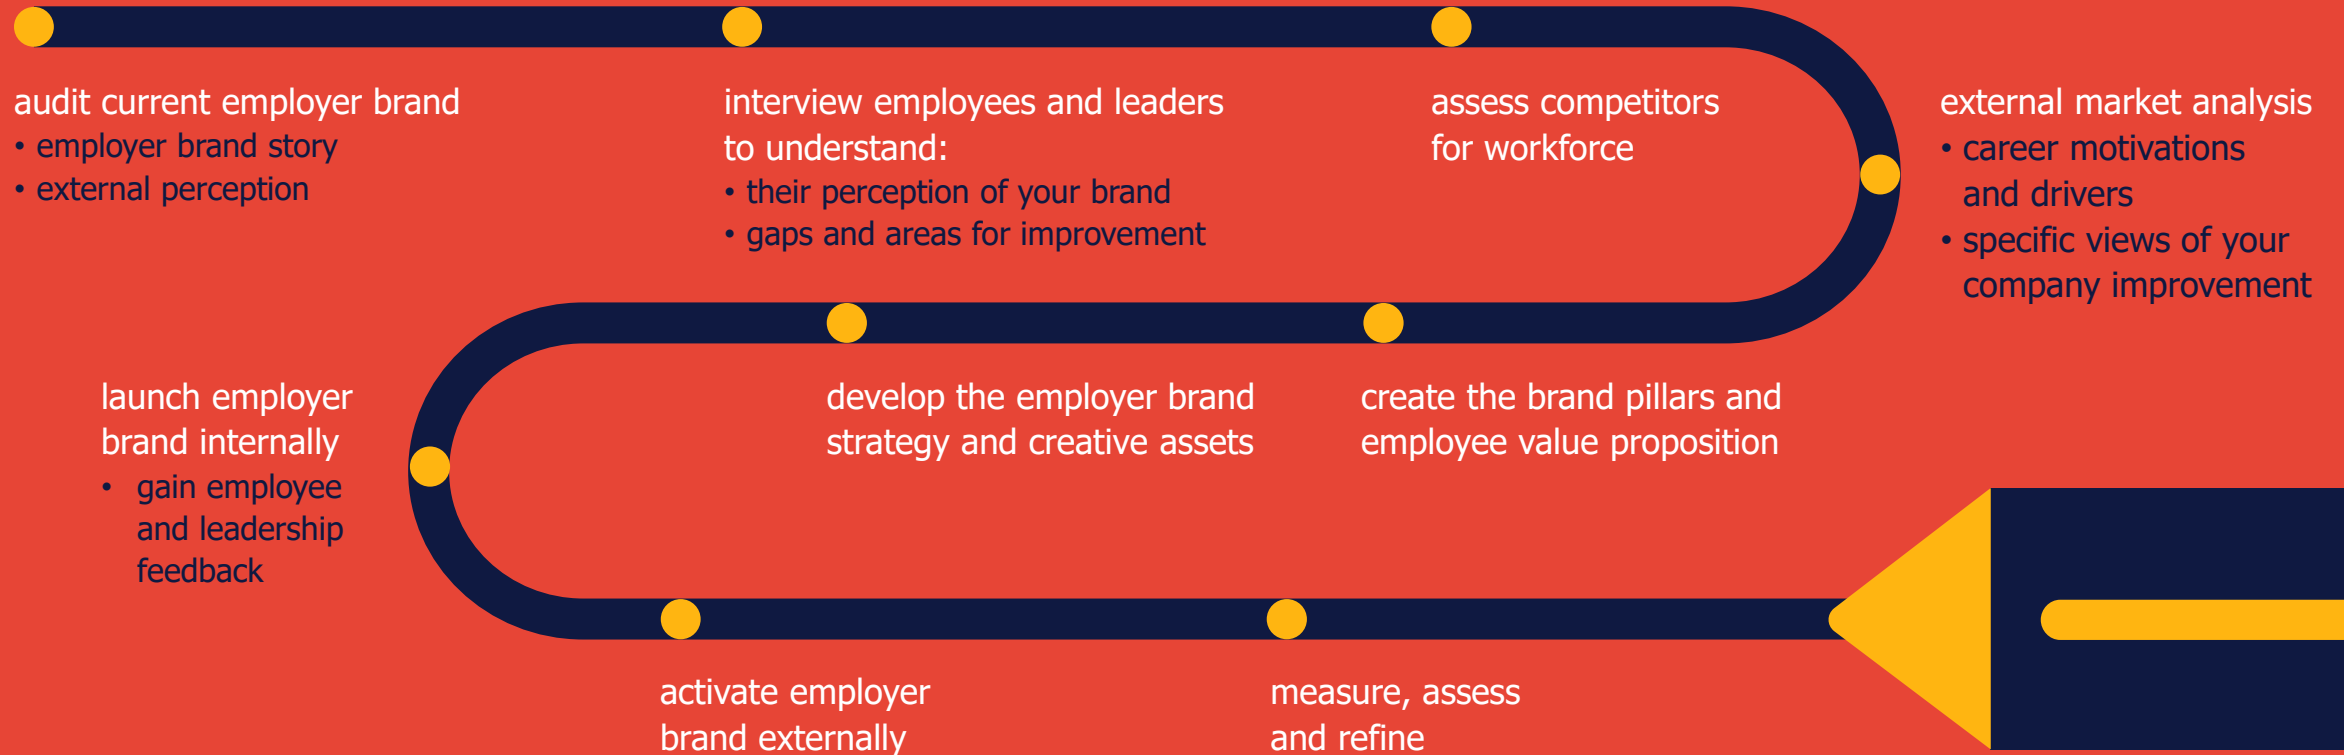 audit current employer brand
• employer brand story
• external perception
interview employees and leaders
to understand:
• their perception of your brand
• gaps and areas for improvement
assess competitors
for workforce
external market analysis
• career motivations
and drivers
• specific views of your
company improvement
create the brand pillars and
employee value proposition
develop the employer brand
strategy and creative assets
launch employer
brand internally
• gain employee
and leadership
feedback
activate employer
brand externally
measure, assess
and refine